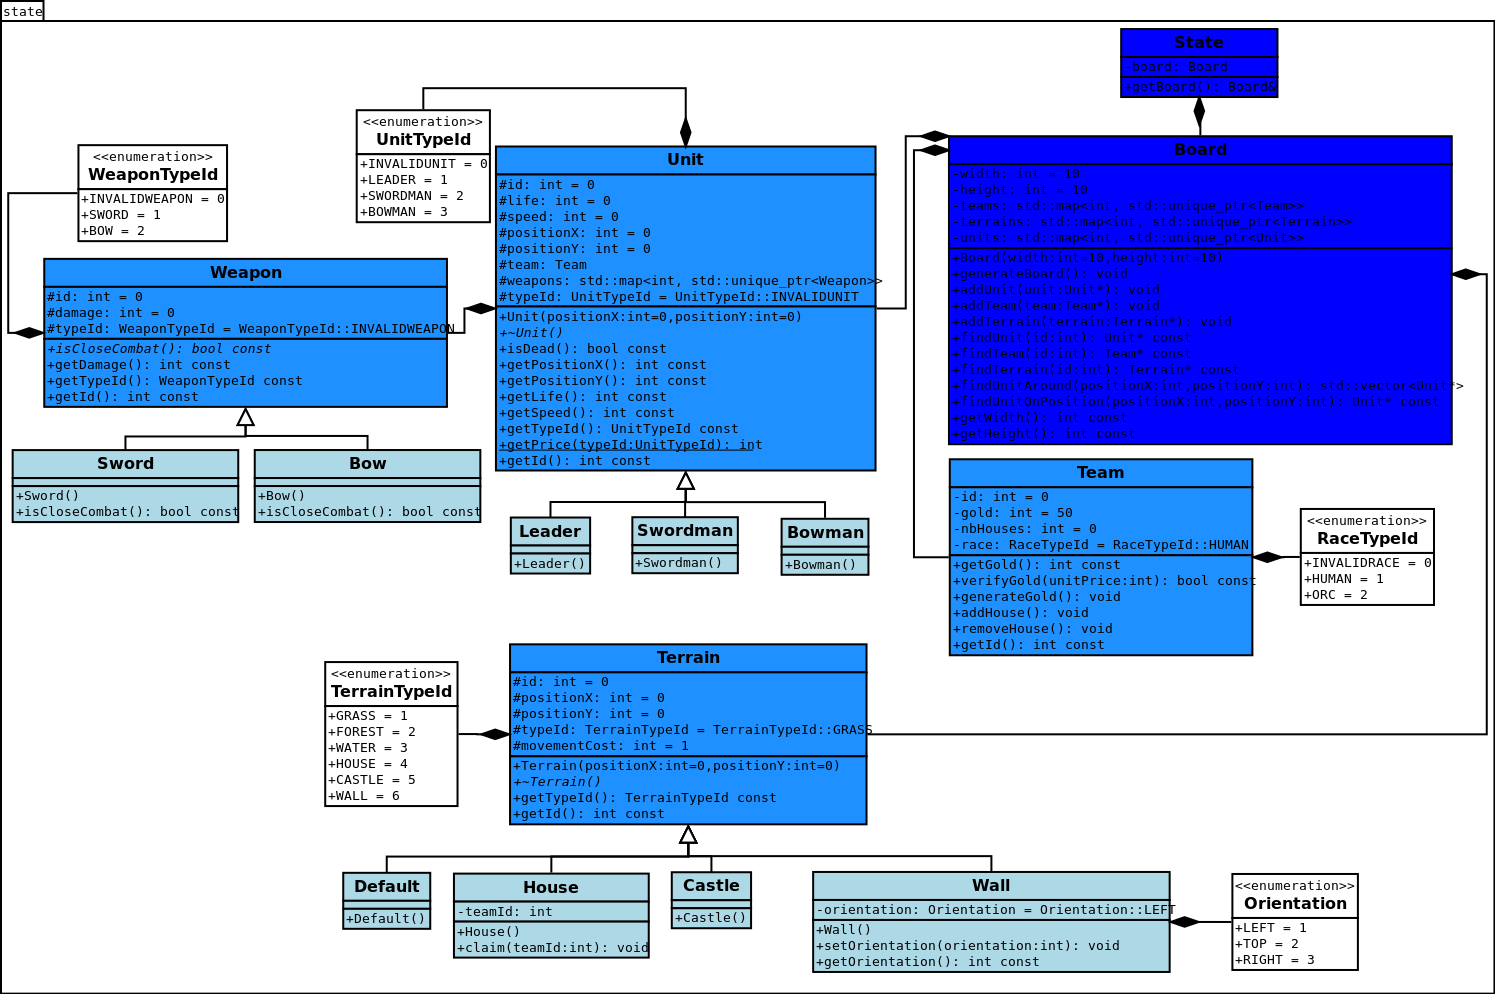 state
State
-board: Board
+getBoard(): Board&
<<enumeration>>
UnitTypeId
+INVALIDUNIT = 0
+LEADER = 1
+SWORDMAN = 2
+BOWMAN = 3
<<enumeration>>
WeaponTypeId
+INVALIDWEAPON = 0
+SWORD = 1
+BOW = 2
Unit
#id: int = 0
#life: int = 0
#speed: int = 0
#positionX: int = 0
#positionY: int = 0
#team: Team
#weapons: std::map<int, std::unique_ptr<Weapon>>
#typeId: UnitTypeId = UnitTypeId::INVALIDUNIT
+Unit(positionX:int=0,positionY:int=0)
+~Unit()
+isDead(): bool const
+getPositionX(): int const
+getPositionY(): int const
+getLife(): int const
+getSpeed(): int const
+getTypeId(): UnitTypeId const
+getPrice(typeId:UnitTypeId): int
+getId(): int const
Board
-width: int = 10
-height: int = 10
-teams: std::map<int, std::unique_ptr<Team>>
-terrains: std::map<int, std::unique_ptr<Terrain>>
-units: std::map<int, std::unique_ptr<Unit>>
+Board(width:int=10,height:int=10)
+generateBoard(): void
+addUnit(unit:Unit*): void
+addTeam(team:Team*): void
+addTerrain(terrain:Terrain*): void
+findUnit(id:int): Unit* const
+findTeam(id:int): Team* const
+findTerrain(id:int): Terrain* const
+findUnitAround(positionX:int,positionY:int): std::vector<Unit*>
+findUnitOnPosition(positionX:int,positionY:int): Unit* const
+getWidth(): int const
+getHeight(): int const
Weapon
#id: int = 0
#damage: int = 0
#typeId: WeaponTypeId = WeaponTypeId::INVALIDWEAPON
+isCloseCombat(): bool const
+getDamage(): int const
+getTypeId(): WeaponTypeId const
+getId(): int const
Sword
+Sword()
+isCloseCombat(): bool const
Bow
+Bow()
+isCloseCombat(): bool const
Leader
+Leader()
Swordman
+Swordman()
Bowman
+Bowman()
Team
-id: int = 0
-gold: int = 50
-nbHouses: int = 0
-race: RaceTypeId = RaceTypeId::HUMAN
+getGold(): int const
+verifyGold(unitPrice:int): bool const
+generateGold(): void
+addHouse(): void
+removeHouse(): void
+getId(): int const
<<enumeration>>
RaceTypeId
+INVALIDRACE = 0
+HUMAN = 1
+ORC = 2
<<enumeration>>
TerrainTypeId
+GRASS = 1
+FOREST = 2
+WATER = 3
+HOUSE = 4
+CASTLE = 5
+WALL = 6
Terrain
#id: int = 0
#positionX: int = 0
#positionY: int = 0
#typeId: TerrainTypeId = TerrainTypeId::GRASS
#movementCost: int = 1
+Terrain(positionX:int=0,positionY:int=0)
+~Terrain()
+getTypeId(): TerrainTypeId const
+getId(): int const
Default
+Default()
House
-teamId: int
+House()
+claim(teamId:int): void
Castle
+Castle()
Wall
-orientation: Orientation = Orientation::LEFT
+Wall()
+setOrientation(orientation:int): void
+getOrientation(): int const
<<enumeration>>
Orientation
+LEFT = 1
+TOP = 2
+RIGHT = 3